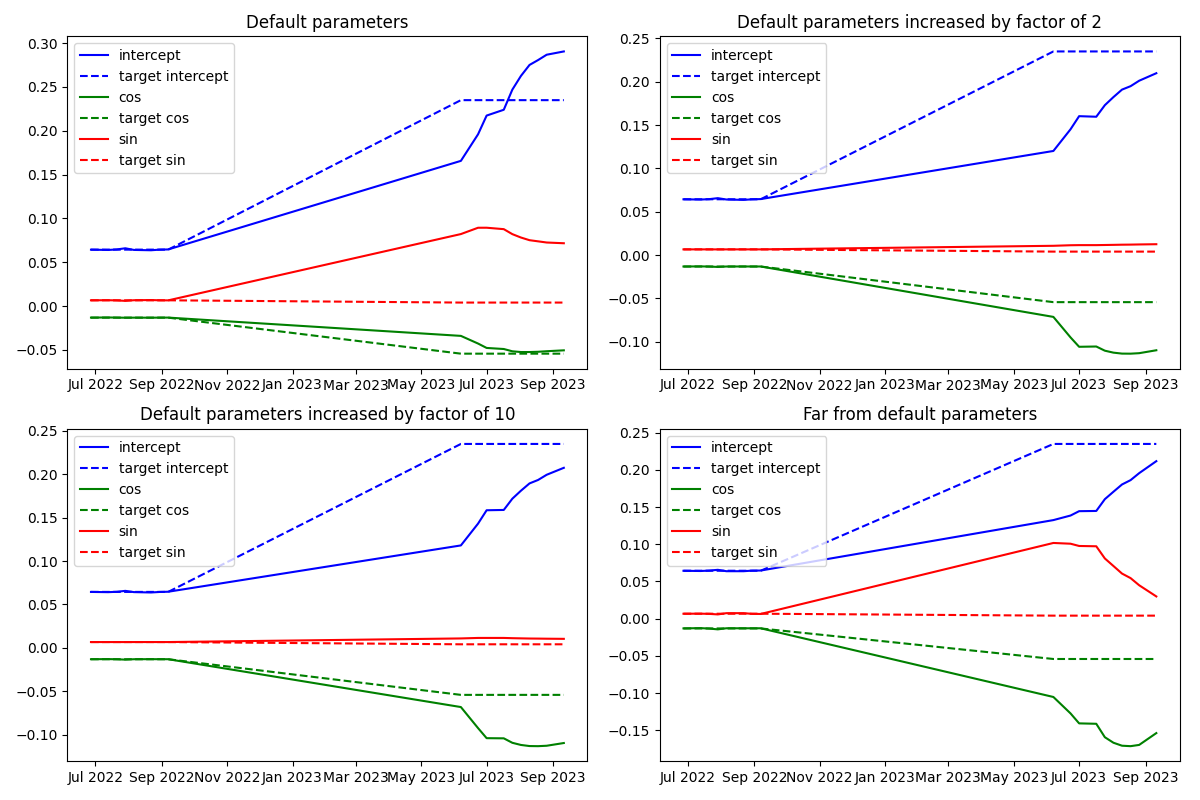 Default parameters
0.30
0.25
0.20
0.15
0.10
0.05
0.00
−0.05
intercept
target intercept
cos
target cos
sin
target sin
Jul 2022 Sep 2022 Nov 2022 Jan 2023 Mar 2023 May 2023 Jul 2023 Sep 2023
Default parameters increased by factor of 2
0.25
0.20
0.15
0.10
0.05
0.00
−0.05
−0.10
intercept
target intercept
cos
target cos
sin
target sin
Jul 2022 Sep 2022 Nov 2022 Jan 2023 Mar 2023 May 2023 Jul 2023 Sep 2023
Default parameters increased by factor of 10
0.25
0.20
0.15
0.10
0.05
0.00
−0.05
−0.10
intercept
target intercept
cos
target cos
sin
target sin
Jul 2022 Sep 2022 Nov 2022 Jan 2023 Mar 2023 May 2023 Jul 2023 Sep 2023
Far from default parameters
0.25
0.20
0.15
0.10
0.05
0.00
−0.05
−0.10
−0.15
intercept
target intercept
cos
target cos
sin
target sin
Jul 2022 Sep 2022 Nov 2022 Jan 2023 Mar 2023 May 2023 Jul 2023 Sep 2023